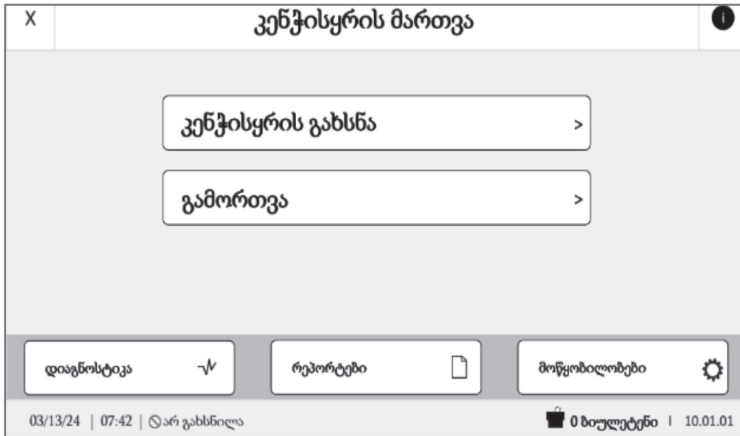 X
კენჭისყრის მართვა
i
კენჭისყრის გახსნა >
გამორთვა >
დიაგნოსტიკა
რეპორტები
მოწყობილობები
03/13/24 | 07:42 | არ გახსნილა
0 ბიულეტენი | 10.01.01